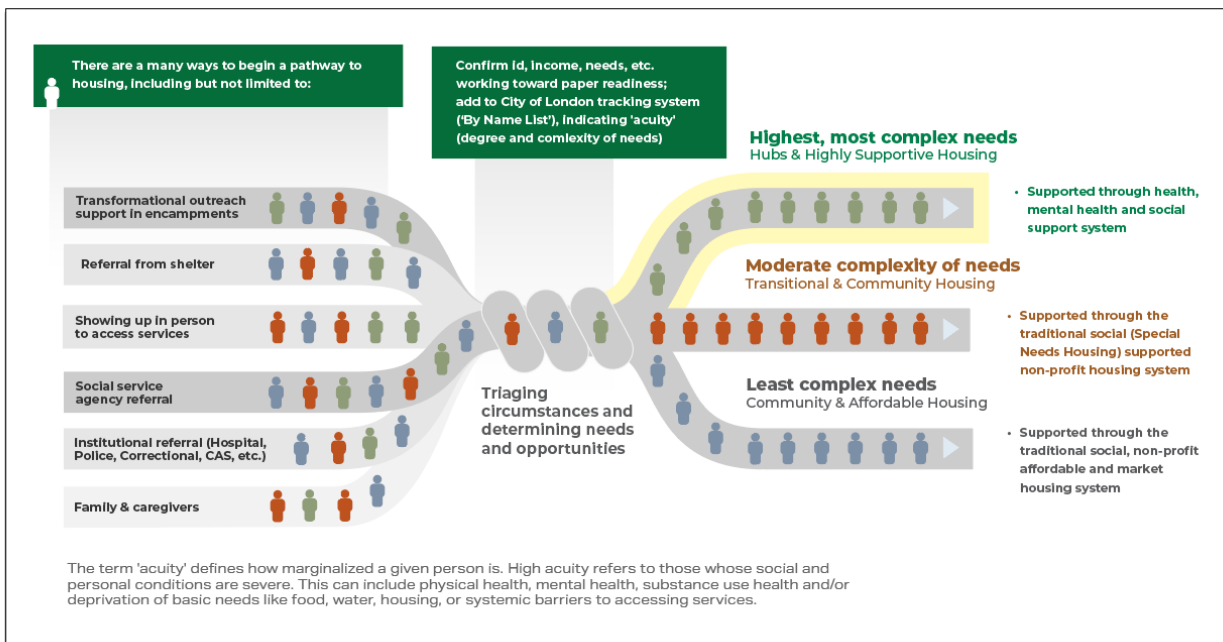 There are a many ways to begin a pathway to
housing, including but not limited to:
Confirm id, income, needs, etc.
working toward paper readiness;
add to City of London tracking system
(‘By Name List’), indicating 'acuity'
(degree and comlexity of needs)
Transformational outreach
support in encampments
Referral from shelter
Showing up in person
to access services
Social service
agency referral
Institutional referral (Hospital,
Police, Correctional, CAS, etc.)
Family & caregivers
Triaging
circumstances and
determining needs
and opportunities
Highest, most complex needs
Hubs & Highly Supportive Housing
• Supported through health,
mental health and social
support system
Moderate complexity of needs
Transitional & Community Housing
• Supported through the
traditional social (Special
Needs Housing) supported
non-profit housing system
Least complex needs
Community & Affordable Housing
• Supported through the
traditional social, non-profit
affordable and market
housing system
The term 'acuity' defines how marginalized a given person is. High acuity refers to those whose social and
personal conditions are severe. This can include physical health, mental health, substance use health and/or
deprivation of basic needs like food, water, housing, or systemic barriers to accessing services.